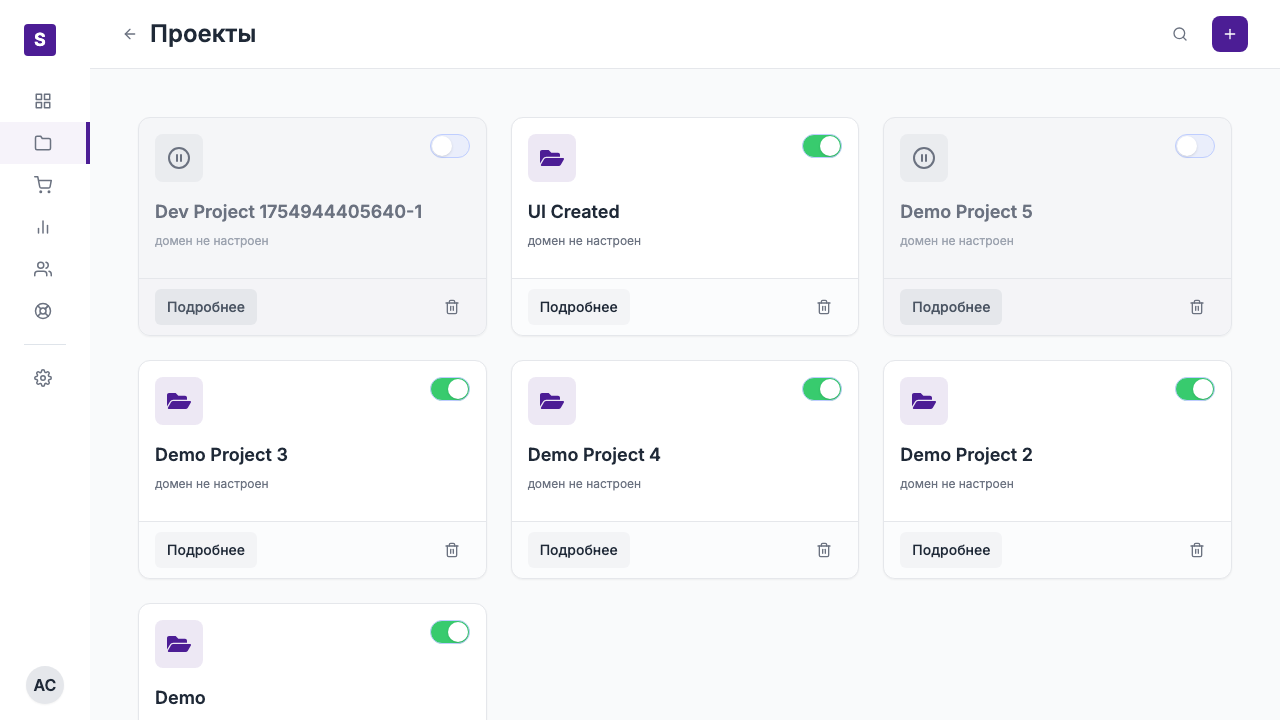 S
Проекты
Dev Project 1754944405640-1
домен не настроен
Подробнее
UI Created
домен не настроен
Подробнее
Demo Project 5
домен не настроен
Подробнее
Demo Project 3
домен не настроен
Подробнее
Demo Project 4
домен не настроен
Подробнее
Demo Project 2
домен не настроен
Подробнее
Demo
AC